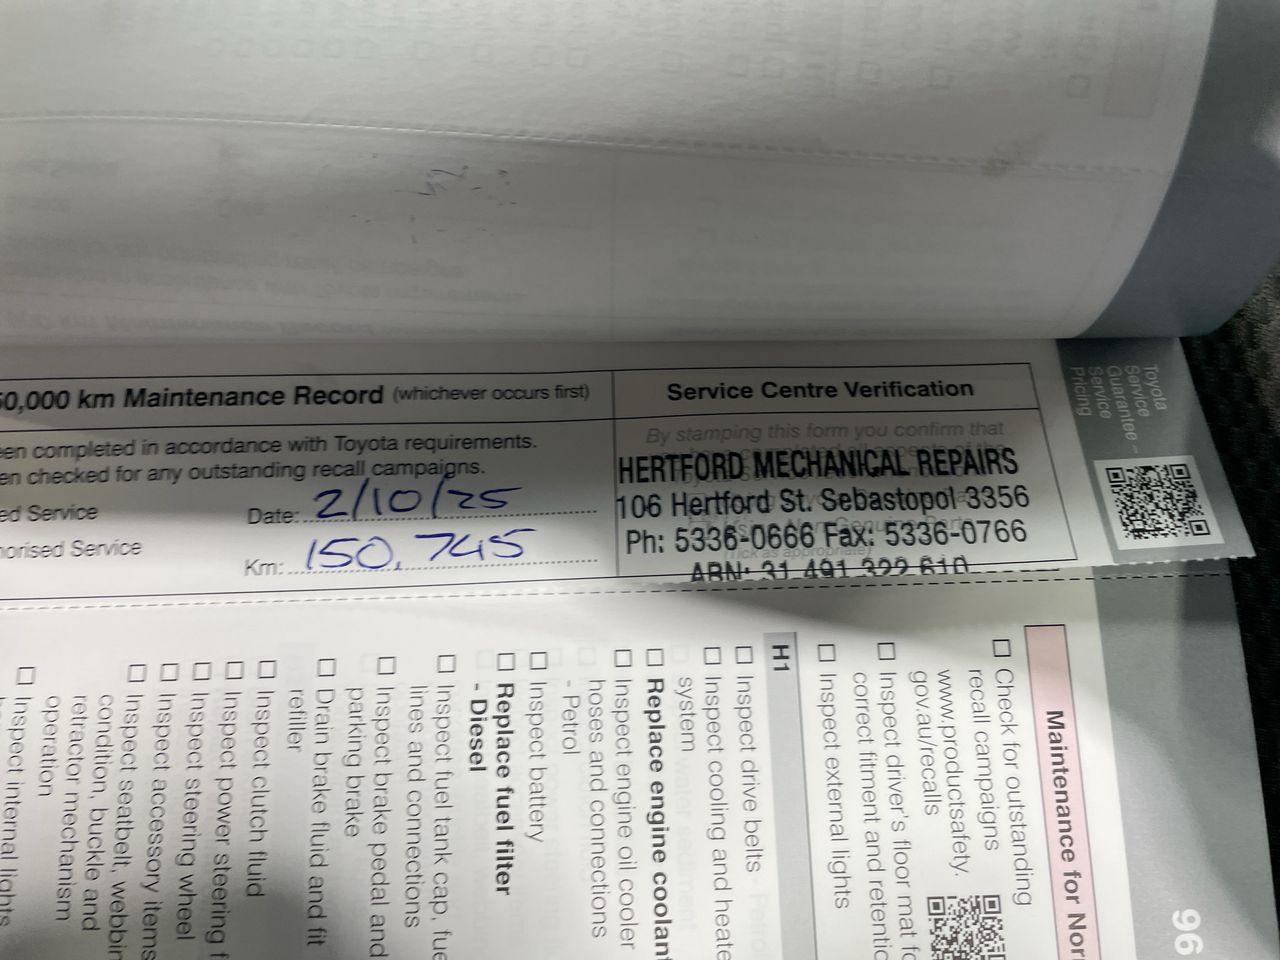 0,000 km Maintenance Record (whichever occurs first)
Service Centre Verification
en completed in accordance with Toyota requirements.
en checked for any outstanding recall campaigns.
ed Service
Date: 2/10/25
orised Service
Km: 150,745
By stamping this form you confirm that
HERTFORD MECHANICAL REPAIRS
106 Hertford St. Sebastopol 3356
Ph: 5336-0666 Fax: 5336-0766
ABN: 31 491 322 610
Toyota
Service
Guarantee –
Service
Pricing
96
Maintenance for Nor
☐ Check for outstanding
recall campaigns
www.productsafety.
gov.au/recalls
☐ Inspect driver's floor mat fo
correct fitment and retentio
☐ Inspect external lights
H1
☐ Inspect drive belts
☐ Inspect cooling and heate
system
☐ Replace engine coolan
☐ Inspect engine oil cooler
hoses and connections
- Petrol
☐ Inspect battery
☐ Replace fuel filter
- Diesel
☐ Inspect fuel tank cap, fue
lines and connections
☐ Inspect brake pedal and
parking brake
☐ Drain brake fluid and fit
refiller
☐ Inspect clutch fluid
☐ Inspect power steering f
☐ Inspect steering wheel
☐ Inspect accessory items
☐ Inspect seatbelt, webbin
condition, buckle and
retractor mechanism
operation
☐ Inspect internal lights